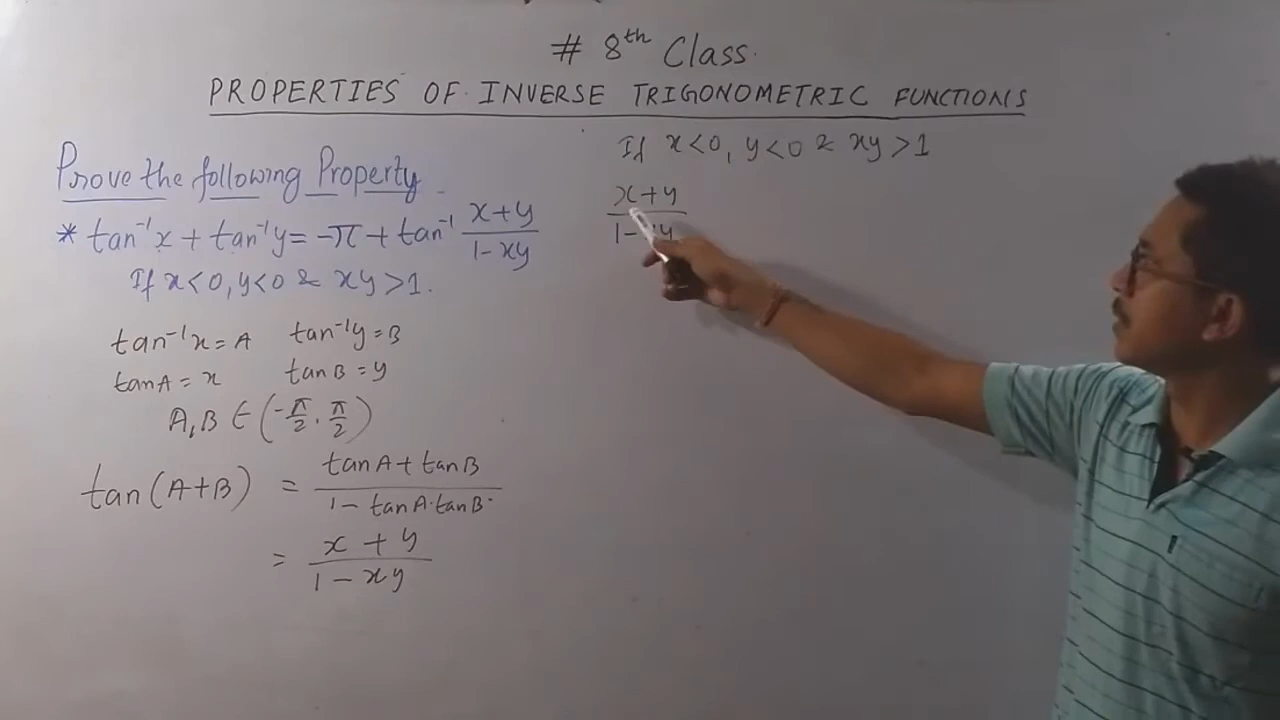 # 8th Class.
PROPERTIES OF INVERSE TRIGONOMETRIC FUNCTIONS
Prove the following Property
* tan⁻¹x + tan⁻¹y = -π + tan⁻¹ (x+y)/(1-xy)
If x<0, y<0 & xy>1.
tan⁻¹x = A tan⁻¹y = B
tanA = x tanB = y
A,B ∈ (-π/2, π/2)
tan(A+B) = (tanA + tanB)/(1 - tanA·tanB)
= (x + y)/(1 - xy)
If x<0, y<0 & xy>1
x+y
1- y